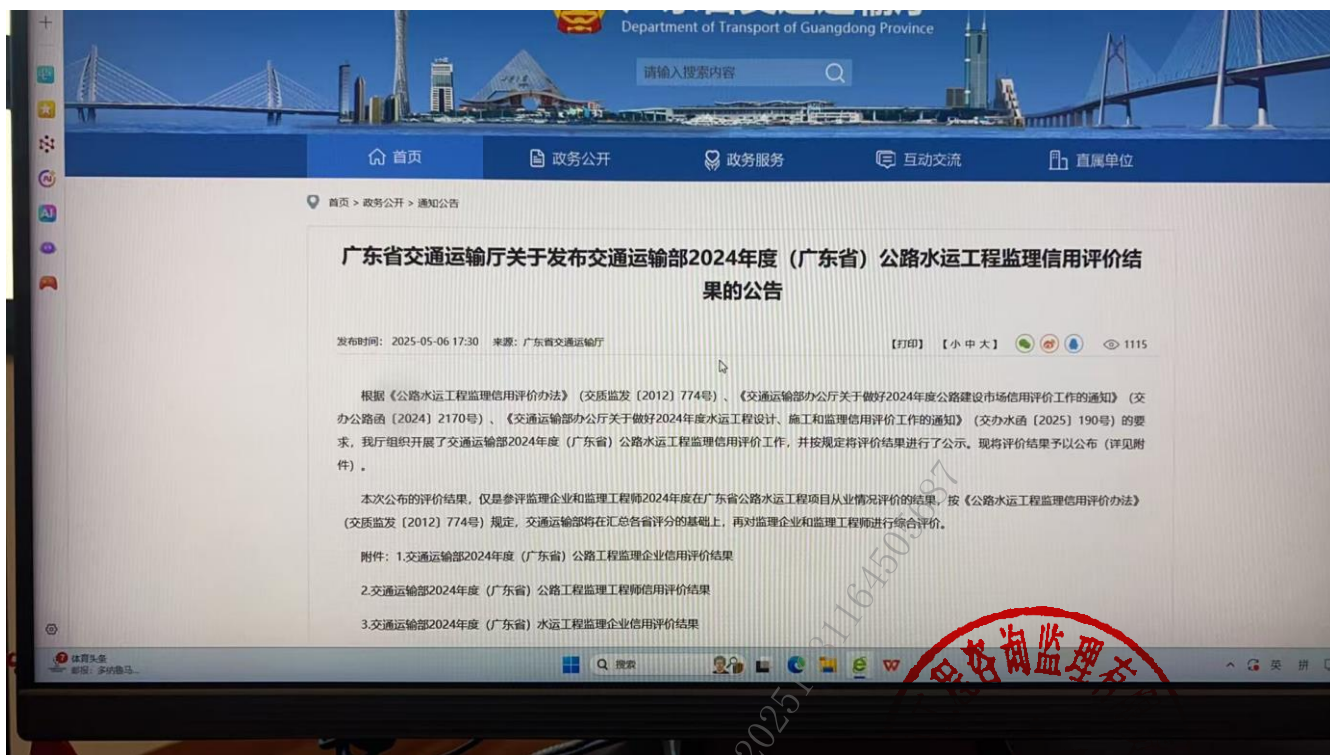 Department of Transport of Guangdong Province
请输入搜索内容
首页
政务公开
政务服务
互动交流
直属单位
首页 > 政务公开 > 通知公告
广东省交通运输厅关于发布交通运输部2024年度（广东省）公路水运工程监理信用评价结
果的公告
发布时间： 2025-05-06 17:30 来源：广东省交通运输厅 【打印】 【小 中 大】 1115
根据《公路水运工程监理信用评价办法》（交质监发〔2012〕774号）、《交通运输部办公厅关于做好2024年度公路建设市场信用评价工作的通知》（交
办公路函〔2024〕2170号）、《交通运输部办公厅关于做好2024年度水运工程设计、施工和监理信用评价工作的通知》（交办水函〔2025〕190号）的要
求，我厅组织开展了交通运输部2024年度（广东省）公路水运工程监理信用评价工作，并按规定将评价结果进行了公示。现将评价结果予以公布（详见附
件）。
本次公布的评价结果，仅是参评监理企业和监理工程师2024年度在广东省公路水运工程项目从业情况评价的结果，按《公路水运工程监理信用评价办法》
（交质监发〔2012〕774号）规定，交通运输部将在汇总各省评分的基础上，再对监理企业和监理工程师进行综合评价。
附件：1.交通运输部2024年度（广东省）公路工程监理企业信用评价结果
2.交通运输部2024年度（广东省）公路工程监理工程师信用评价结果
3.交通运输部2024年度（广东省）水运工程监理企业信用评价结果
体育头条
搜索
英 拼
咨询监理有